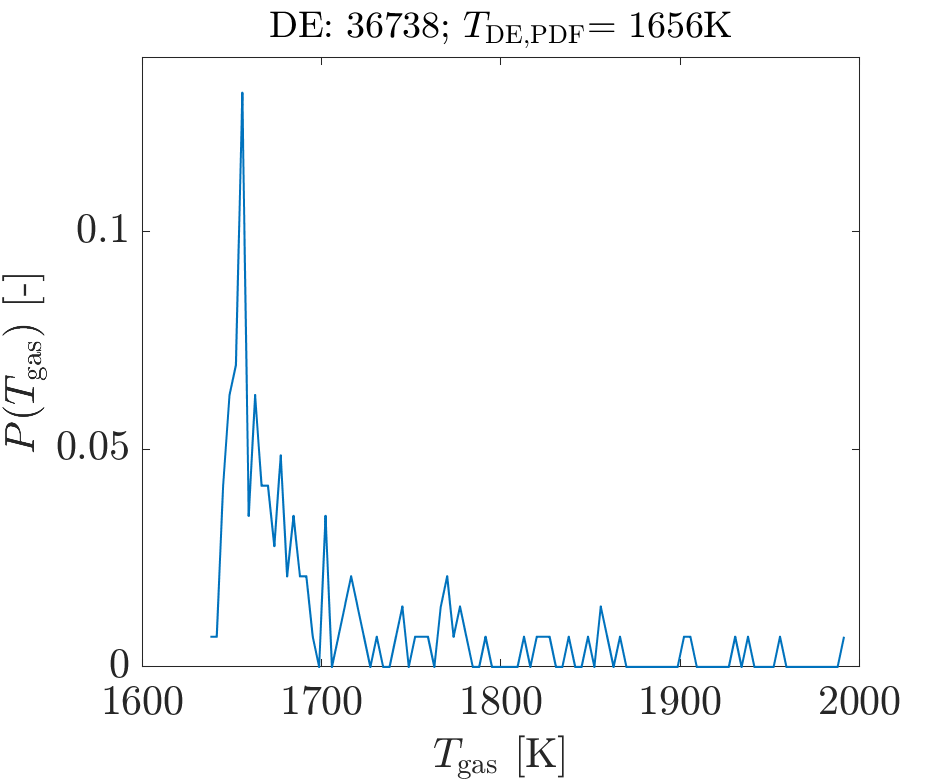 DE: 36738; T_DE,PDF= 1656K
0.1
0.05
0
P(T_gas) [-]
1600 1700 1800 1900 2000
T_gas [K]